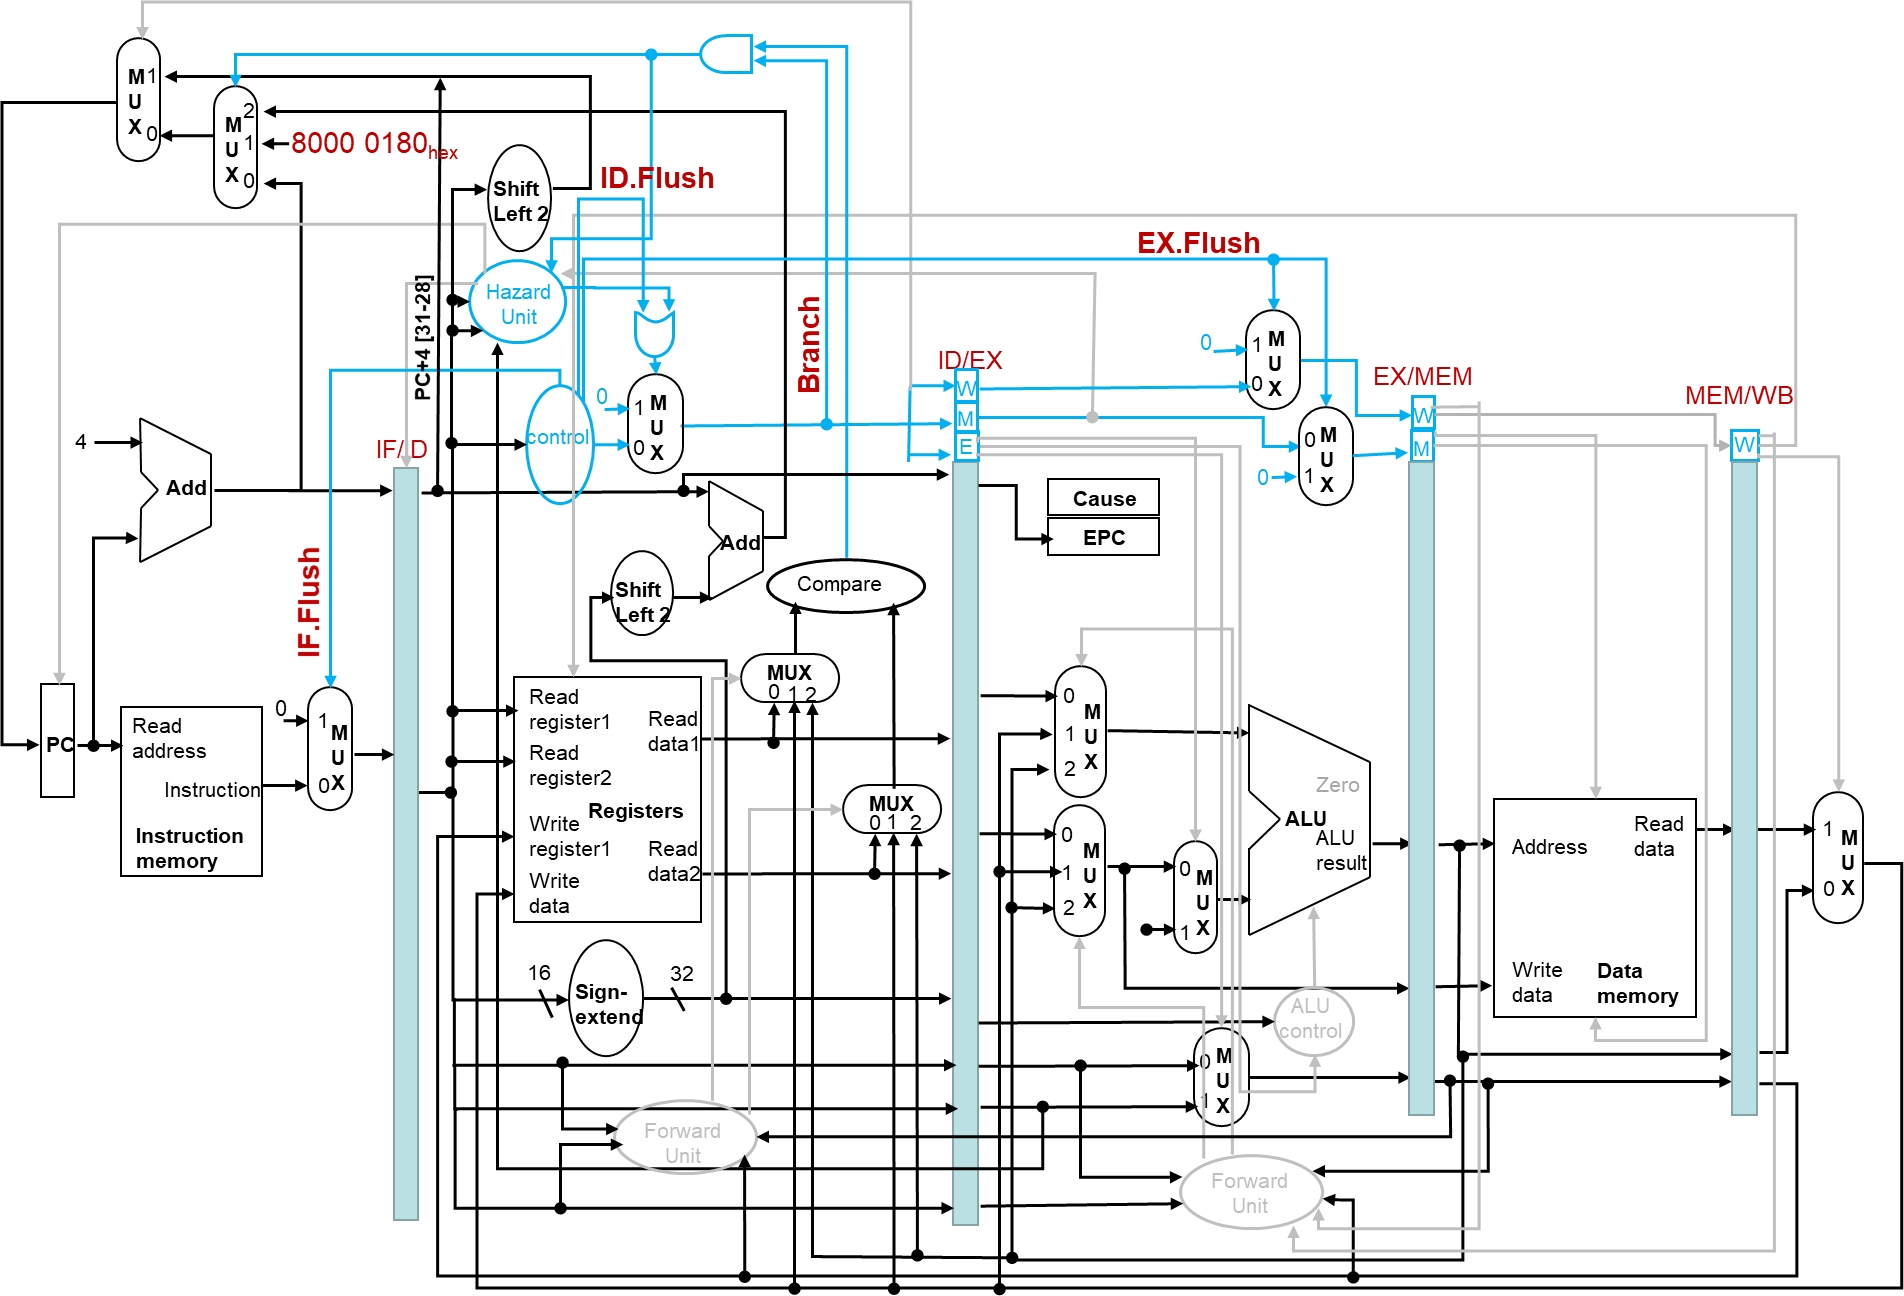 M 1
U
X 0
M 2
U 1
X 0
8000 0180hex
Shift
Left 2
ID.Flush
EX.Flush
PC+4 [31-28]
Hazard
Unit
Branch
0
1 M
U
0 X
control
ID/EX
W
M
E
0
1 M
U
0 X
0 M
U
1 X
0
EX/MEM
W
M
MEM/WB
W
4
Add
IF/ D
Cause
EPC
IF.Flush
Shift
Left 2
Add
Compare
PC
Read
address
Instruction
Instruction
memory
0
1 M
U
0 X
Read
register1
Read
register2
Write
register1
Write
data
Registers
Read
data1
Read
data2
MUX
0 1 2
MUX
0 1 2
0
M
1 U
2 X
0
M
1 U
2 X
0
M
U
1 X
Zero
ALU
ALU
result
Address
Read
data
Write
data
Data
memory
1 M
U
0 X
16
Sign-
extend
32
ALU
control
0 M
U
1 X
Forward
Unit
Forward
Unit